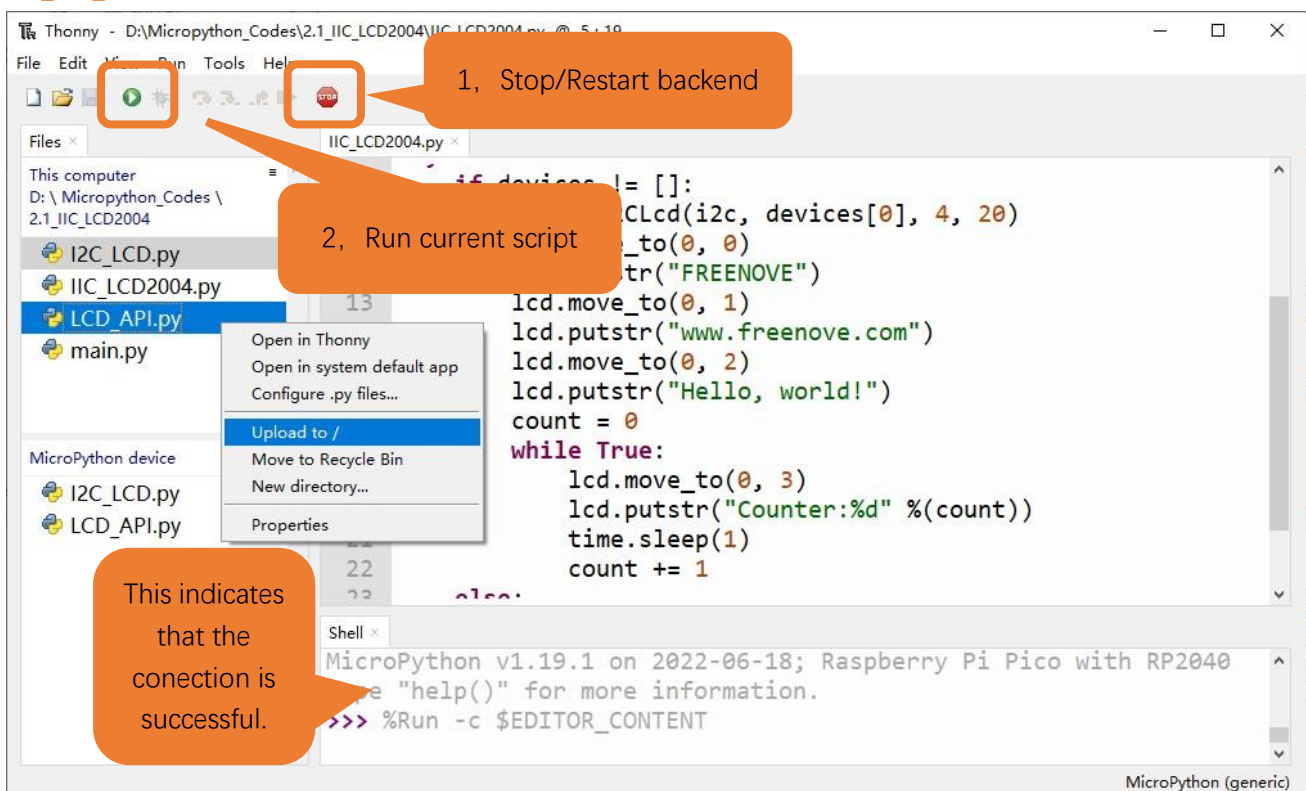 Thonny - D:\Micropython_Codes\2.1_IIC_LCD2004\IIC_LCD2004.py @ 5 : 19
File Edit View Run Tools Help
1, Stop/Restart backend
STOP
Files
IIC_LCD2004.py
This computer
D: \ Micropython_Codes \
2.1_IIC_LCD2004
I2C_LCD.py
IIC_LCD2004.py
LCD_API.py
main.py
2, Run current script
Open in Thonny
Open in system default app
Configure .py files...
Upload to /
Move to Recycle Bin
New directory...
Properties
MicroPython device
I2C_LCD.py
LCD_API.py
if devices != []:
CLcd(i2c, devices[0], 4, 20)
_to(0, 0)
tr("FREENOVE")
13 lcd.move_to(0, 1)
lcd.putstr("www.freenove.com")
lcd.move_to(0, 2)
lcd.putstr("Hello, world!")
count = 0
while True:
lcd.move_to(0, 3)
lcd.putstr("Counter:%d" %(count))
time.sleep(1)
22 count += 1
23 else:
This indicates
that the
conection is
successful.
Shell
MicroPython v1.19.1 on 2022-06-18; Raspberry Pi Pico with RP2040
"help()" for more information.
>>> %Run -c $EDITOR_CONTENT
MicroPython (generic)